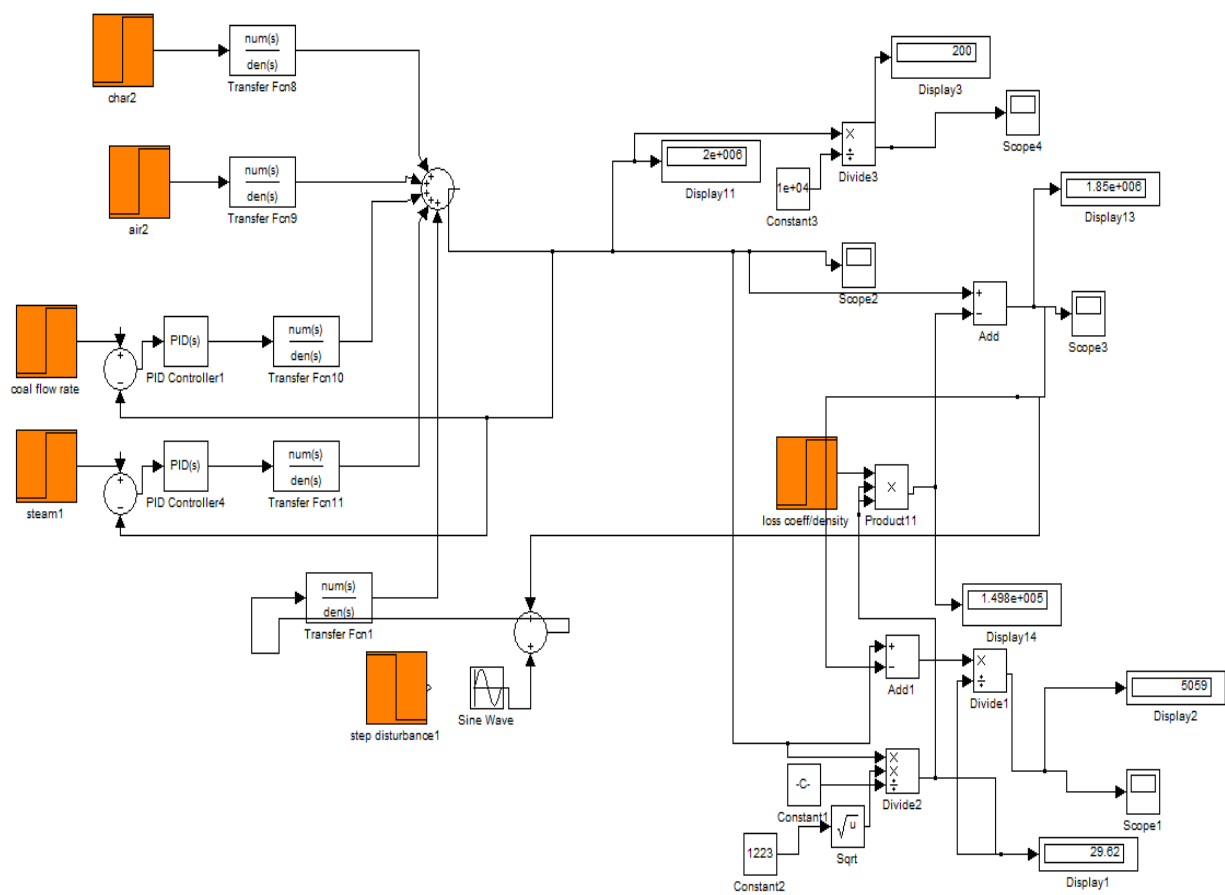 num(s)
den(s)
Transfer Fcn8
char2
200
Display3
Scope4
2e+006
Display11
×
÷
Divide3
1e+04
Constant3
num(s)
den(s)
Transfer Fcn9
air2
+
+
+
+
+
1.85e+006
Display13
Scope2
+
−
Add
Scope3
coal flow rate
+
−
PID(s)
PID Controller1
num(s)
den(s)
Transfer Fcn10
steam1
+
−
PID(s)
PID Controller4
num(s)
den(s)
Transfer Fcn11
loss coeff/density
×
Product11
num(s)
den(s)
Transfer Fcn1
+
+
step disturbance1
Sine Wave
1.498e+005
Display14
+
−
Add1
×
÷
Divide1
5059
Display2
-C-
Constant1
×
×
÷
Divide2
1223
Constant2
√u
Sqrt
Scope1
29.62
Display1